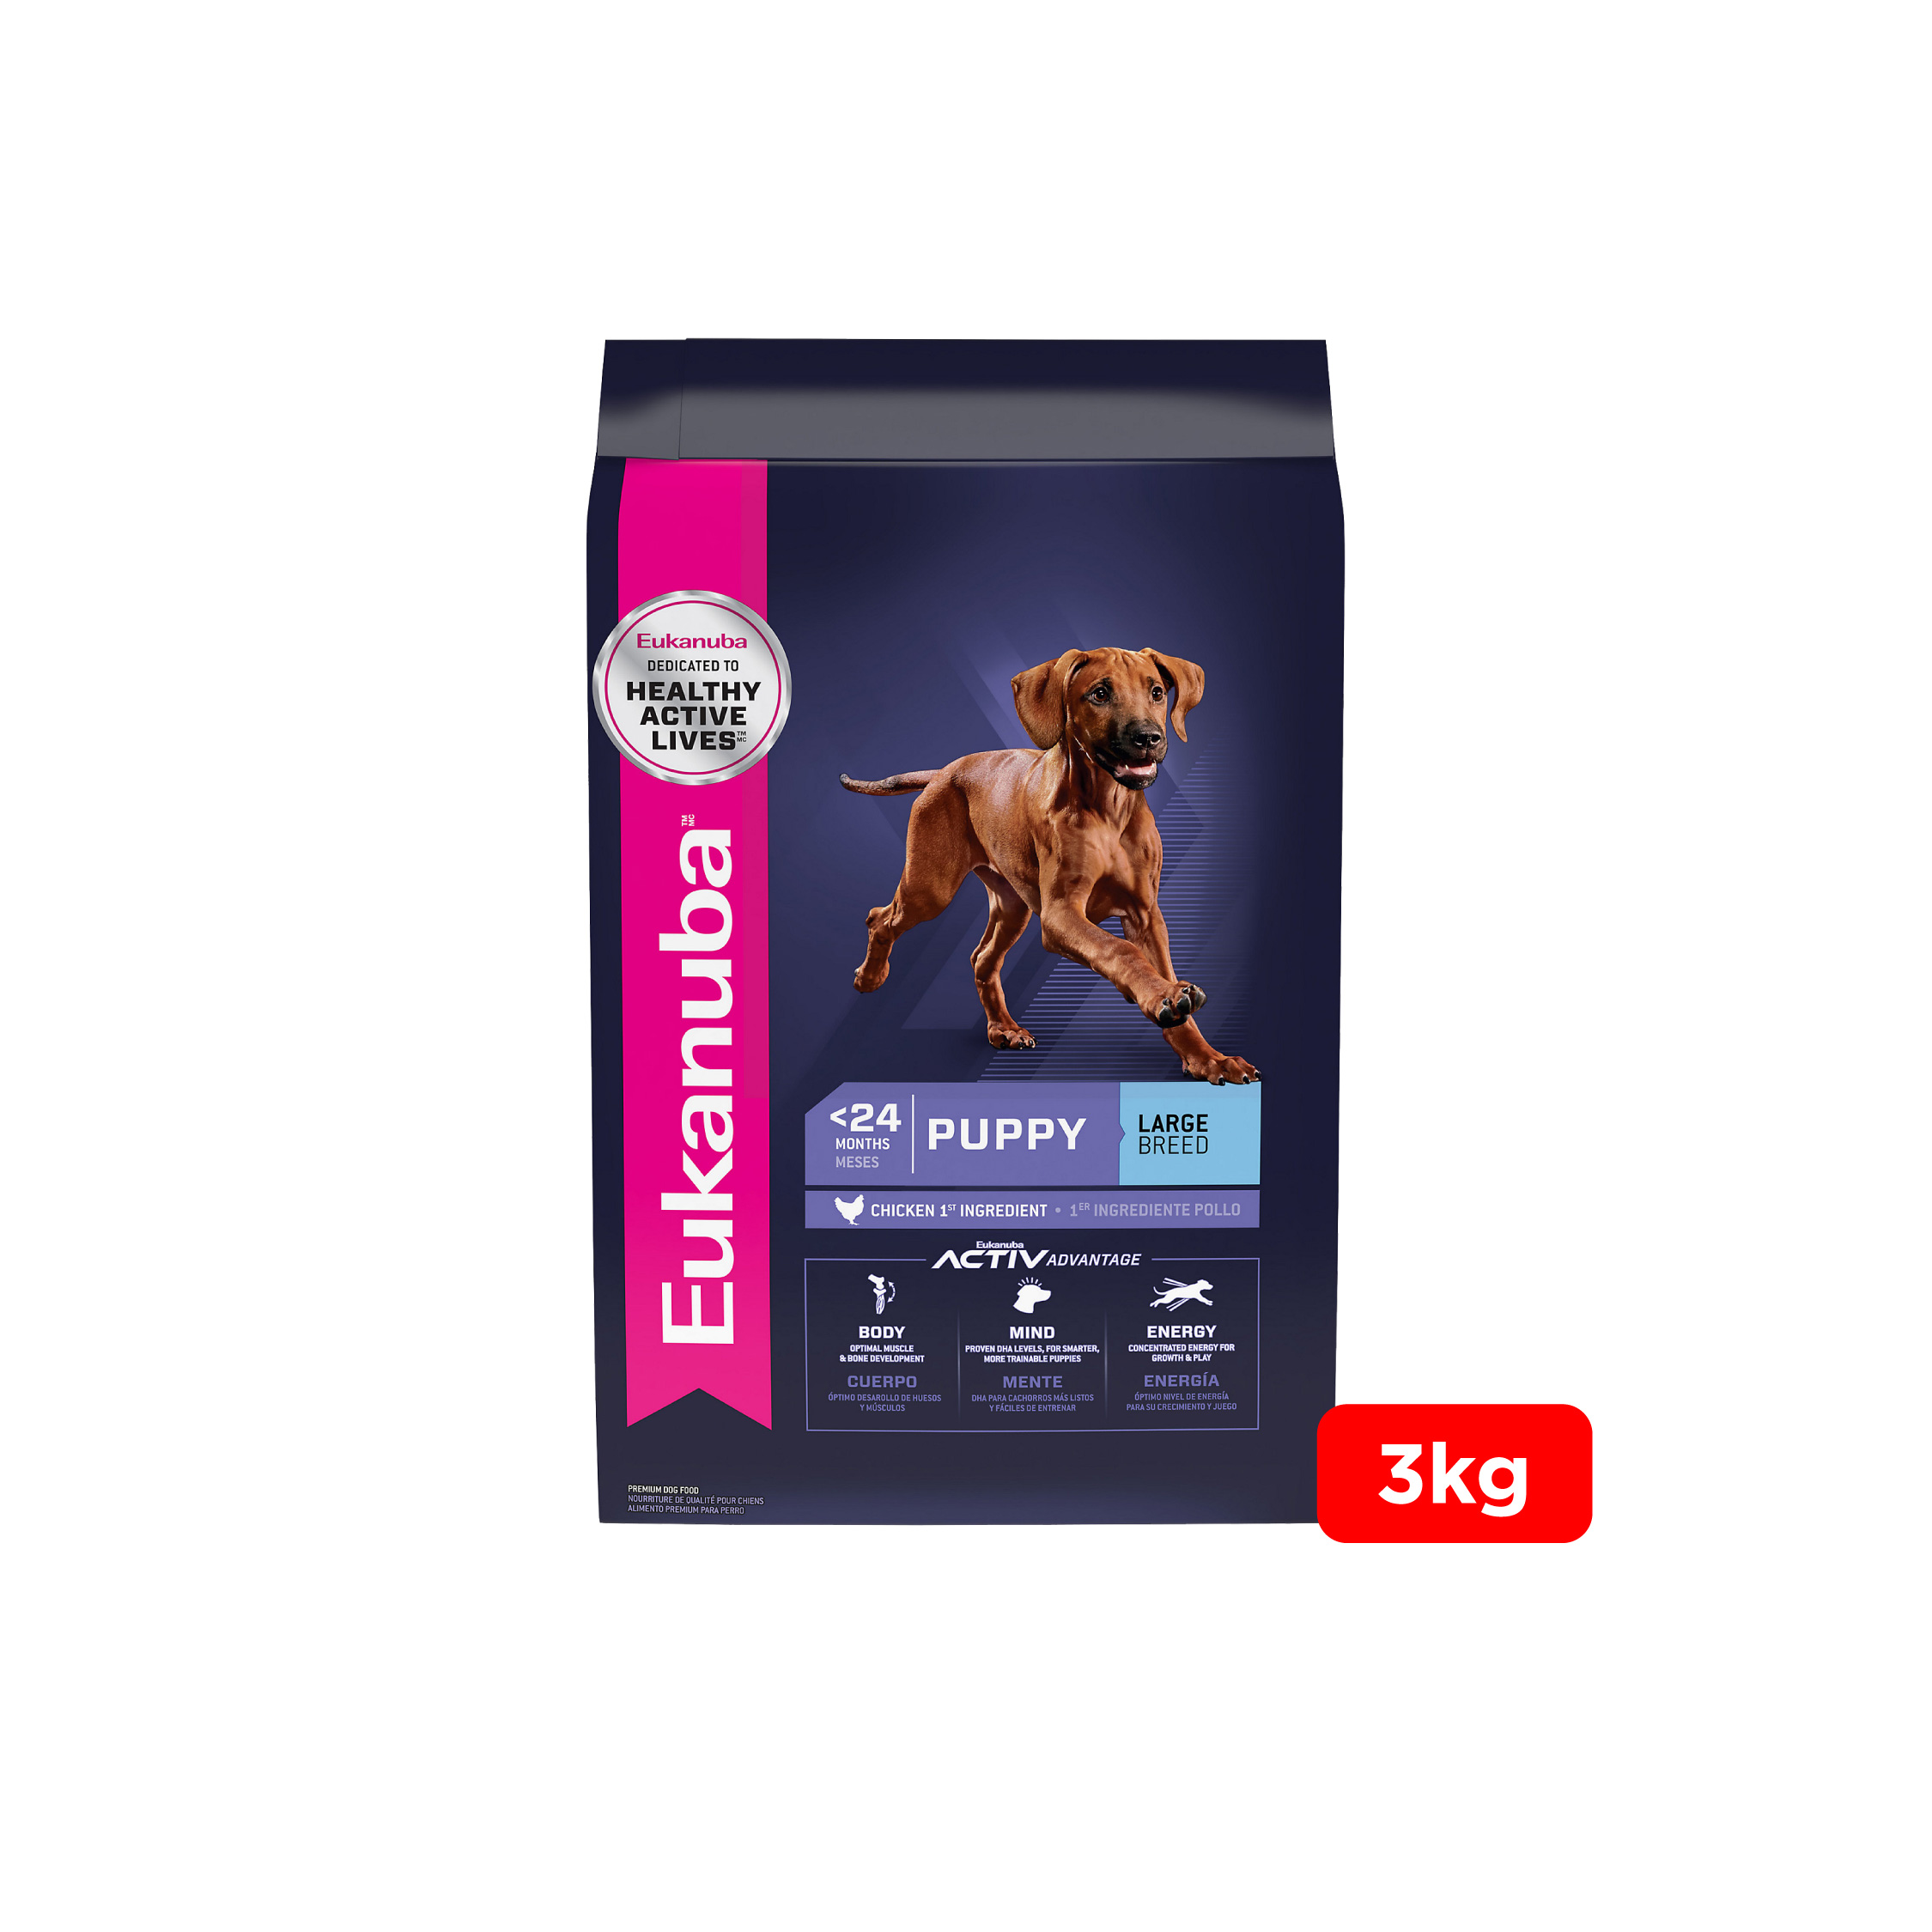 Eukanuba
DEDICATED TO
HEALTHY
ACTIVE
LIVES™ MC
Eukanuba™ MC
<24
MONTHS
MESES
PUPPY
LARGE
BREED
CHICKEN 1ST INGREDIENT • 1ER INGREDIENTE POLLO
Eukanuba
ACTIV ADVANTAGE
BODY
OPTIMAL MUSCLE
& BONE DEVELOPMENT
CUERPO
ÓPTIMO DESAROLLO DE HUESOS
Y MÚSCULOS
MIND
PROVEN DHA LEVELS, FOR SMARTER,
MORE TRAINABLE PUPPIES
MENTE
DHA PARA CACHORROS MÁS LISTOS
Y FÁCILES DE ENTRENAR
ENERGY
CONCENTRATED ENERGY FOR
GROWTH & PLAY
ENERGÍA
ÓPTIMO NIVEL DE ENERGÍA
PARA SU CRECIMIENTO Y JUEGO
PREMIUM DOG FOOD
NOURRITURE DE QUALITÉ POUR CHIENS
ALIMENTO PREMIUM PARA PERRO
3kg